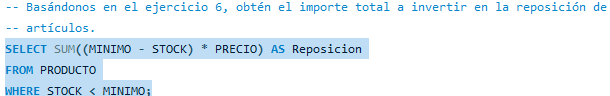 -- Basándonos en el ejercicio 6, obtén el importe total a invertir en la reposición de
-- artículos.
SELECT SUM((MINIMO - STOCK) * PRECIO) AS Reposicion
FROM PRODUCTO
WHERE STOCK < MINIMO;